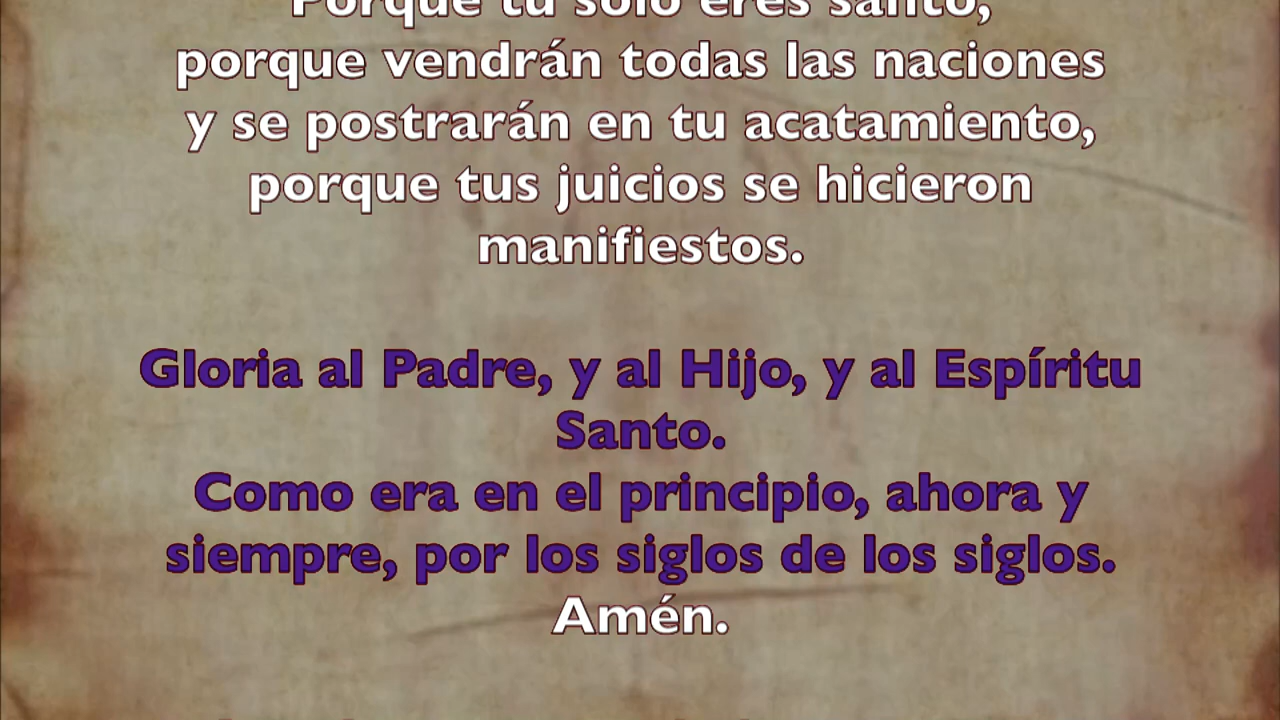 Porque tú solo eres santo,
porque vendrán todas las naciones
y se postrarán en tu acatamiento,
porque tus juicios se hicieron
manifiestos.
Gloria al Padre, y al Hijo, y al Espíritu
Santo.
Como era en el principio, ahora y
siempre, por los siglos de los siglos.
Amén.